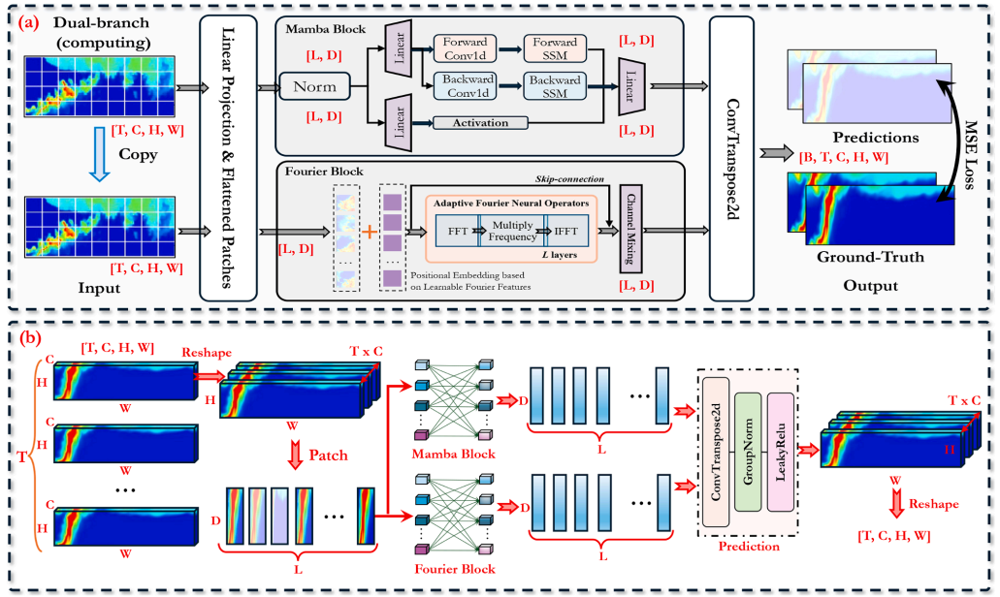 (a)
Dual-branch
(computing)
[T, C, H, W]
Copy
[T, C, H, W]
Input
Linear Projection & Flattened Patches
Mamba Block
[L, D]
Norm
[L, D]
Linear
Linear
Forward
Conv1d
Forward
SSM
Backward
Conv1d
Backward
SSM
Activation
[L, D]
Linear
[L, D]
Fourier Block
[L, D]
Skip-connection
Adaptive Fourier Neural Operators
FFT
Multiply
Frequency
IFFT
L layers
Positional Embedding based
on Learnable Fourier Features
Channel Mixing
[L, D]
ConvTranspose2d
Predictions
[B, T, C, H, W]
MSE Loss
Ground-Truth
Output
(b)
[T, C, H, W]
T
C
H
W
C
H
...
C
H
W
Reshape
T x C
H
W
Patch
D
...
L
Mamba Block
Fourier Block
D
...
L
D
...
L
ConvTranspose2d
GroupNorm
LeakyRelu
Prediction
T x C
H
W
Reshape
[T, C, H, W]